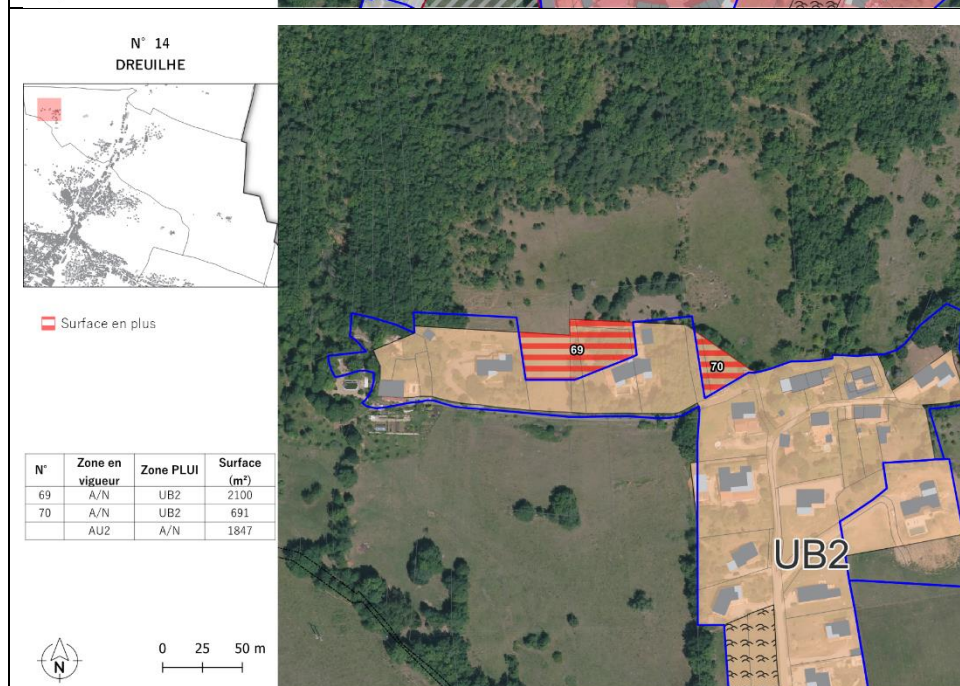 N° 14
DREUILHE
Surface en plus
N° Zone en vigueur Zone PLUI Surface (m²)
69 A/N UB2 2100
70 A/N UB2 691
AU2 A/N 1847
N
0 25 50 m
69
70
UB2